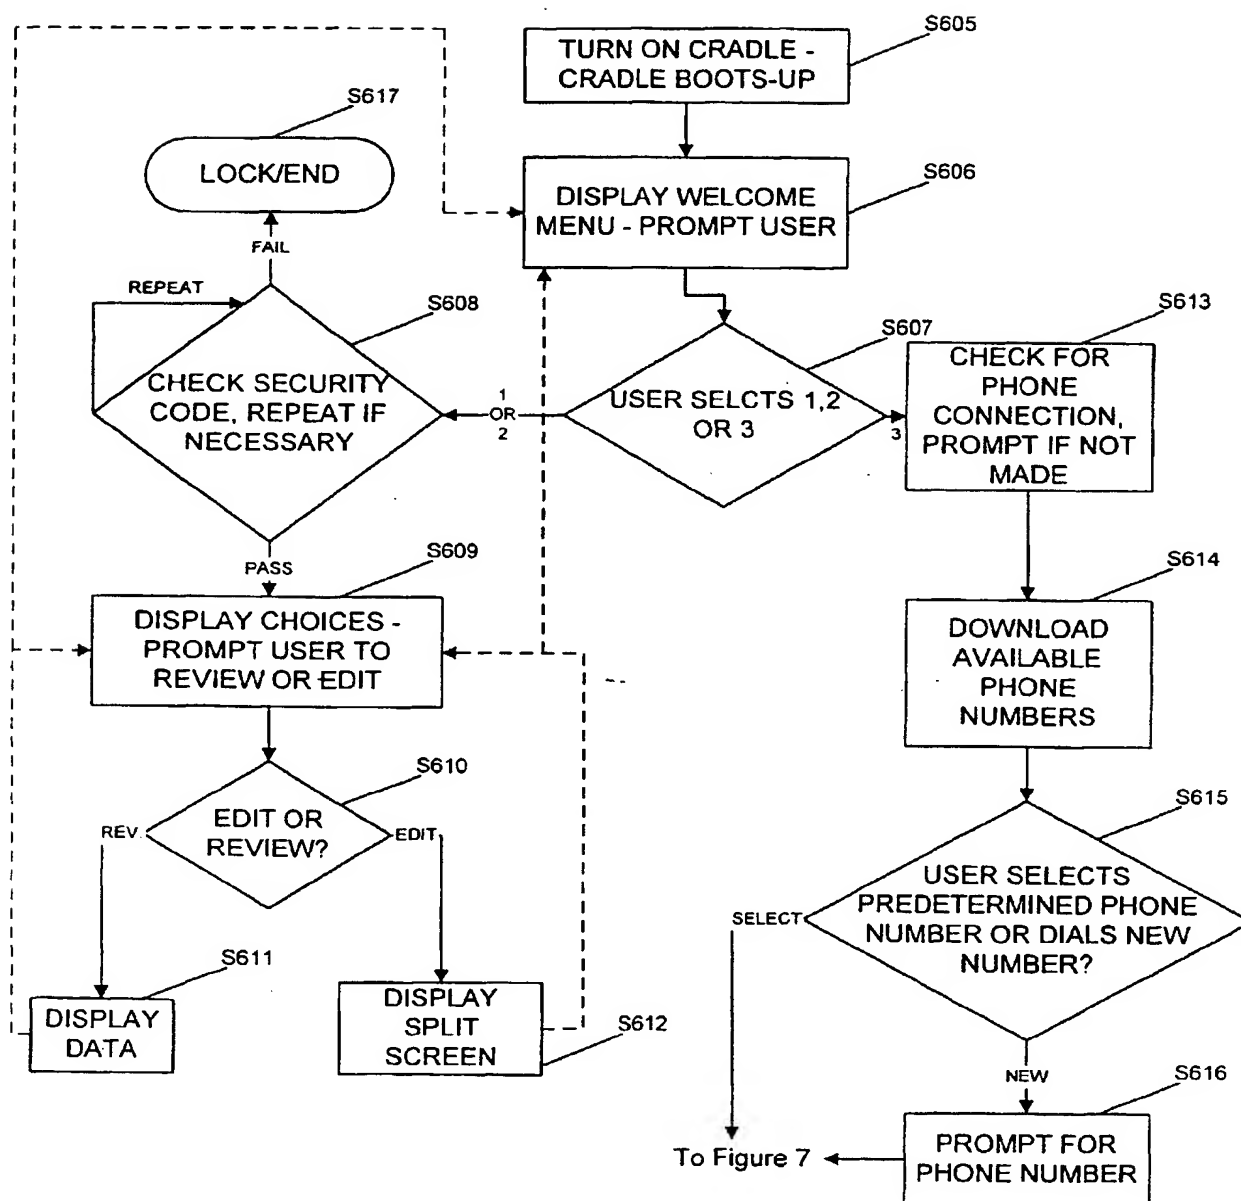 S605
TURN ON CRADLE -
CRADLE BOOTS-UP
S617
LOCK/END
S606
DISPLAY WELCOME
MENU - PROMPT USER
FAIL
REPEAT
S608
CHECK SECURITY
CODE, REPEAT IF
NECESSARY
1
OR
2
S607
USER SELCTS 1,2
OR 3
3
S613
CHECK FOR
PHONE
CONNECTION,
PROMPT IF NOT
MADE
PASS
S609
DISPLAY CHOICES -
PROMPT USER TO
REVIEW OR EDIT
S614
DOWNLOAD
AVAILABLE
PHONE
NUMBERS
S610
EDIT OR
REVIEW?
REV.
EDIT
S615
USER SELECTS
PREDETERMINED PHONE
NUMBER OR DIALS NEW
NUMBER?
SELECT
S611
DISPLAY
DATA
DISPLAY
SPLIT
SCREEN
S612
NEW
S616
PROMPT FOR
PHONE NUMBER
To Figure 7